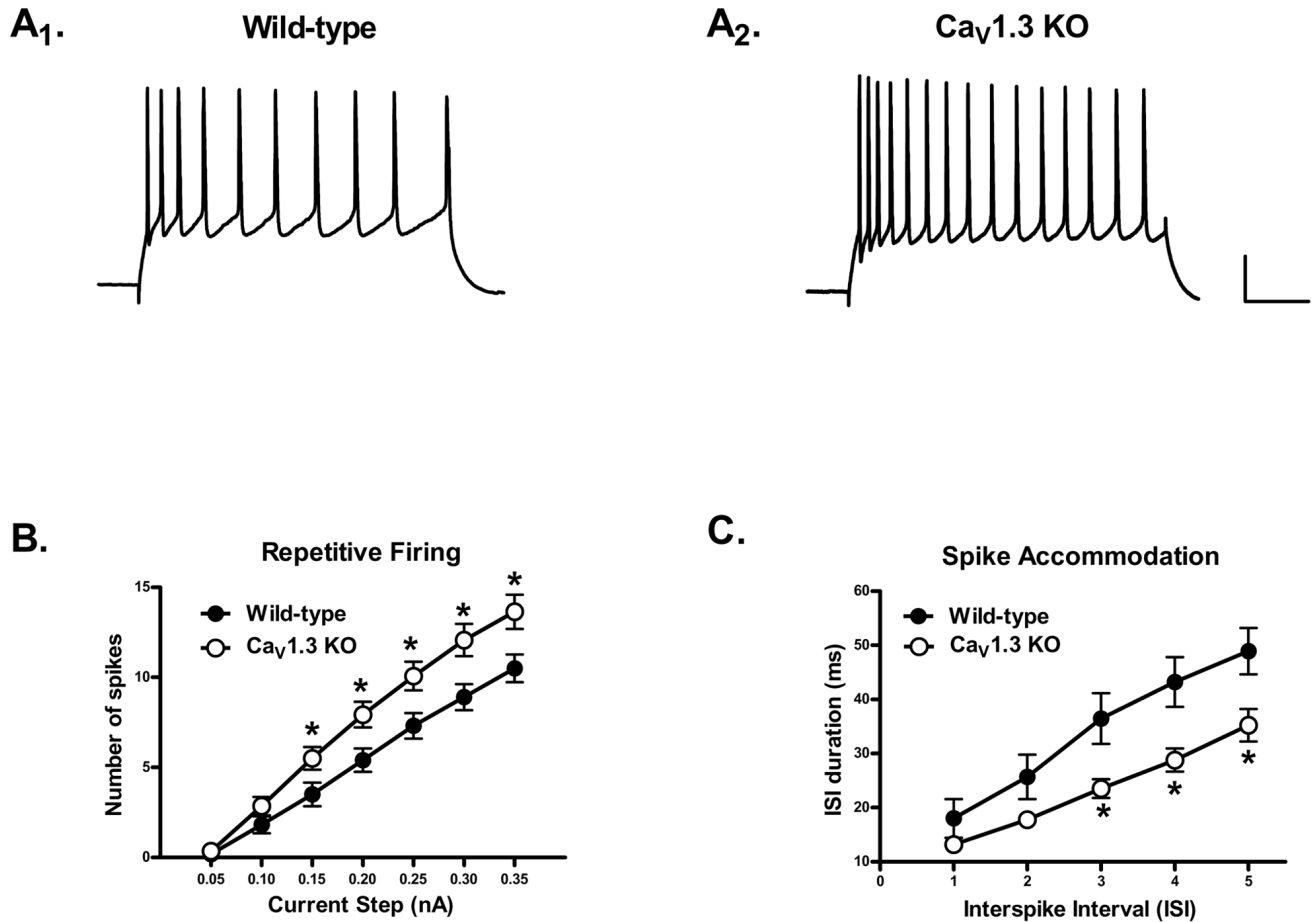 A1. Wild-type
A2. CaV1.3 KO
B. Repetitive Firing
Number of spikes
15
10
5
0
Wild-type
CaV1.3 KO
* * * * *
0.05 0.10 0.15 0.20 0.25 0.30 0.35
Current Step (nA)
C. Spike Accommodation
ISI duration (ms)
60
50
40
30
20
10
Wild-type
CaV1.3 KO
* * *
0 1 2 3 4 5
Interspike Interval (ISI)